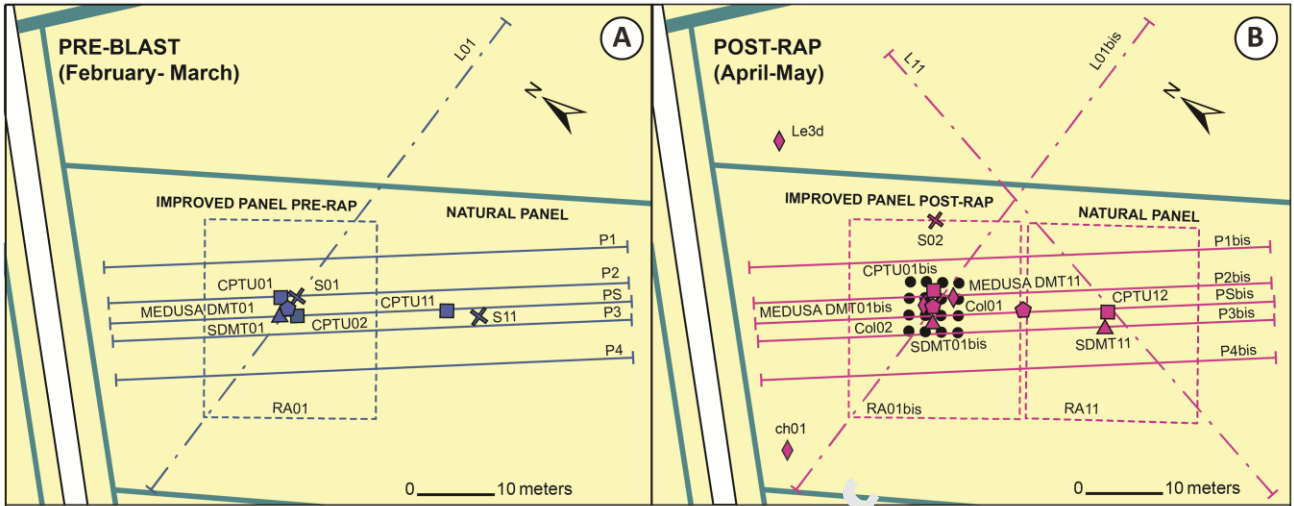 PRE-BLAST
(February- March)
A
L01
N
IMPROVED PANEL PRE-RAP
NATURAL PANEL
P1
P2
PS
P3
P4
CPTU01
S01
MEDUSA DMT01
CPTU11
SDMT01
CPTU02
S11
RA01
0 10 meters
POST-RAP
(April-May)
B
L11
L01bis
N
Le3d
IMPROVED PANEL POST-RAP
NATURAL PANEL
S02
P1bis
CPTU01bis
MEDUSA DMT11
P2bis
MEDUSA DMT01bis
Col01
CPTU12
PSbis
Col02
P3bis
SDMT01bis
SDMT11
P4bis
RA01bis
RA11
ch01
0 10 meters